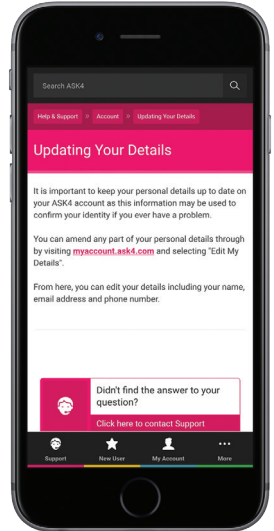 Search ASK4
Help & Support » Account » Updating Your Details
Updating Your Details
It is important to keep your personal details up to date on
your ASK4 account as this information may be used to
confirm your identity if you ever have a problem.
You can amend any part of your personal details through
by visiting myaccount.ask4.com and selecting "Edit My
Details".
From here, you can edit your details including your name,
email address and phone number.
Didn't find the answer to your
question?
Click here to contact Support
Support New User My Account More